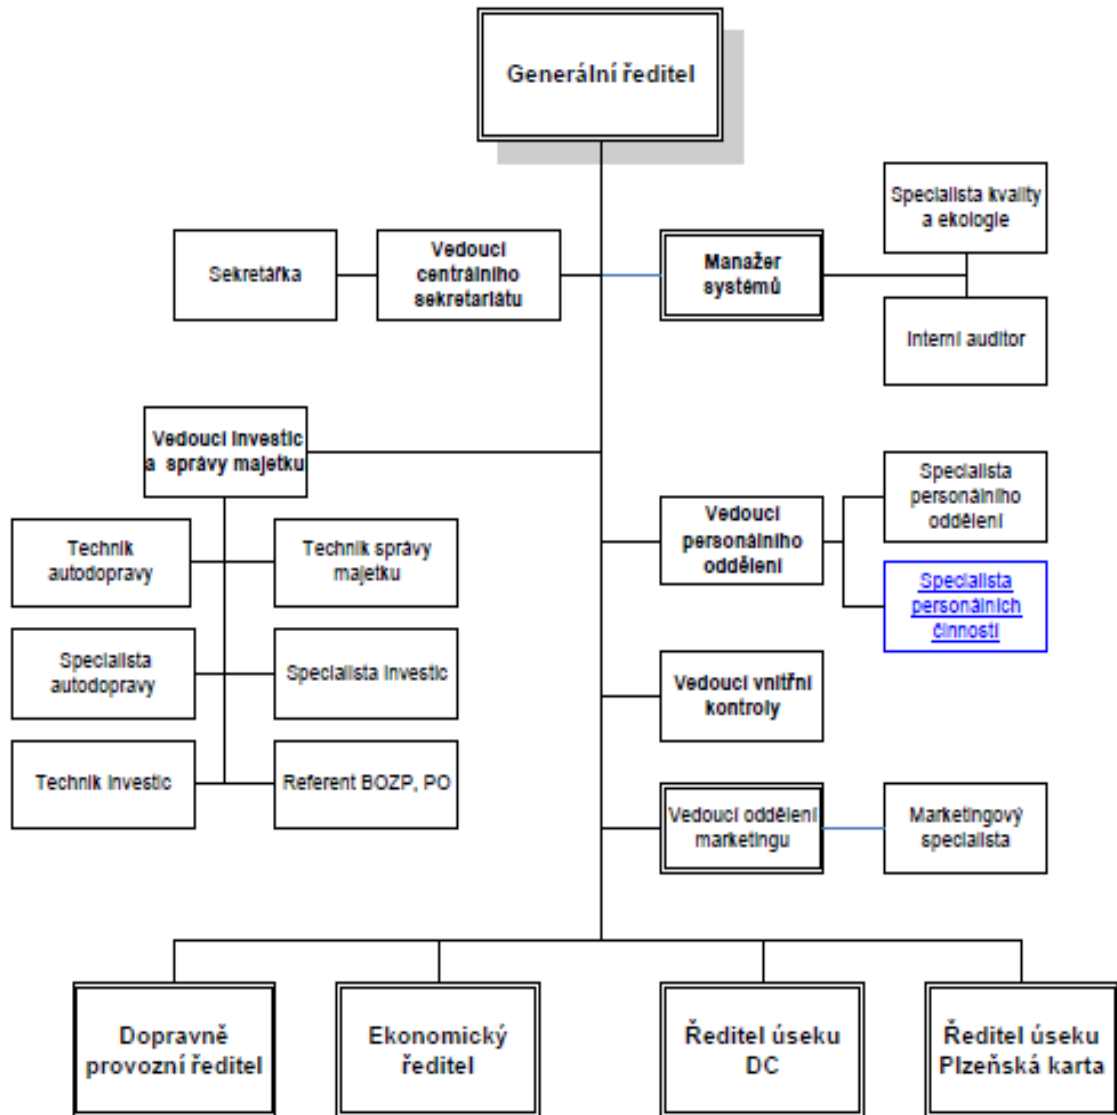 Generální ředitel
Specialista kvality
a ekologie
Sekretářka
Vedoucí
centrálního
sekretariátu
Manažer
systémů
Interní auditor
Vedoucí investic
a správy majetku
Technik
autodopravy
Technik správy
majetku
Specialista
autodopravy
Specialista investic
Technik investic
Referent BOZP, PO
Vedoucí
personálního
oddělení
Specialista
personálního
oddělení
Specialista
personálních
činností
Vedoucí vnitřní
kontroly
Vedoucí oddělení
marketingu
Marketingový
specialista
Dopravně
provozní ředitel
Ekonomický
ředitel
Ředitel úseku
DC
Ředitel úseku
Plzeňská karta